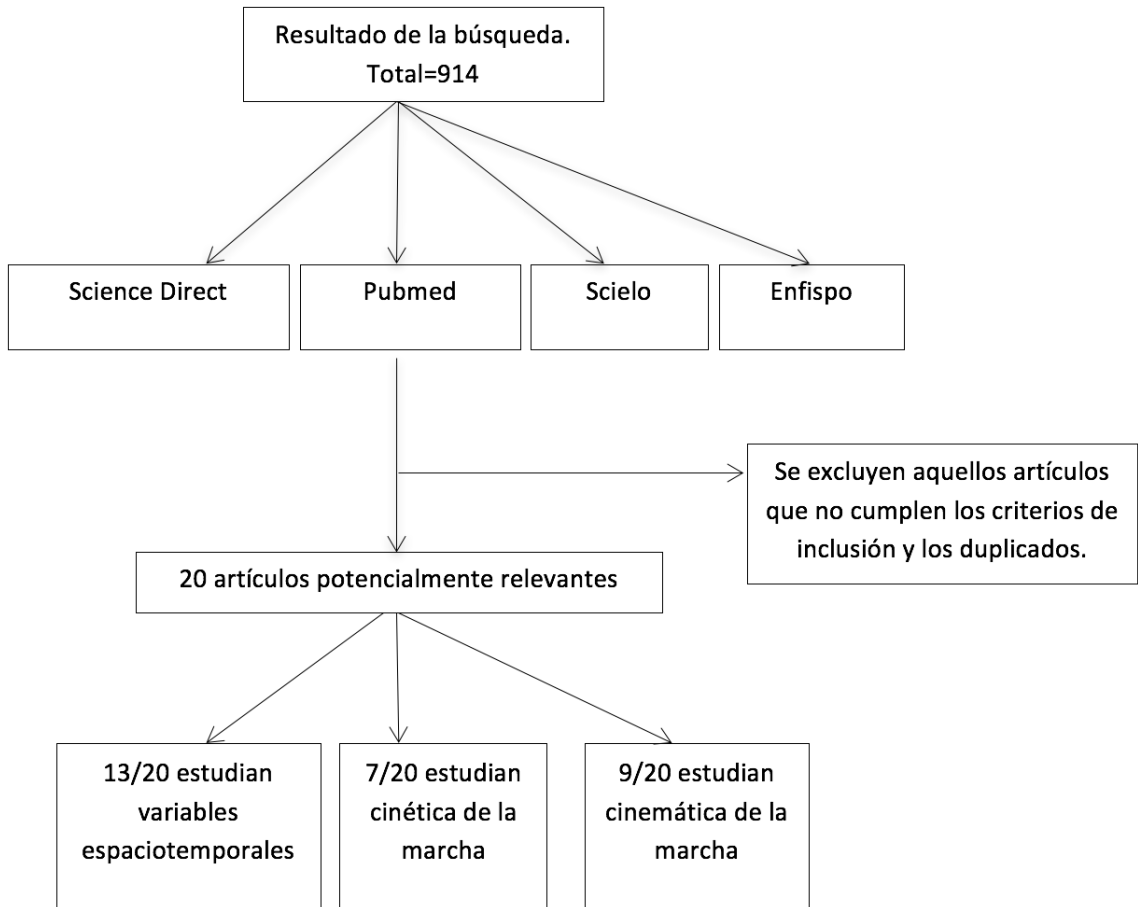 Resultado de la búsqueda.
Total=914
Science Direct
Pubmed
Scielo
Enfispo
Se excluyen aquellos artículos
que no cumplen los criterios de
inclusión y los duplicados.
20 artículos potencialmente relevantes
13/20 estudian
variables
espaciotemporales
7/20 estudian
cinética de la
marcha
9/20 estudian
cinemática de la
marcha